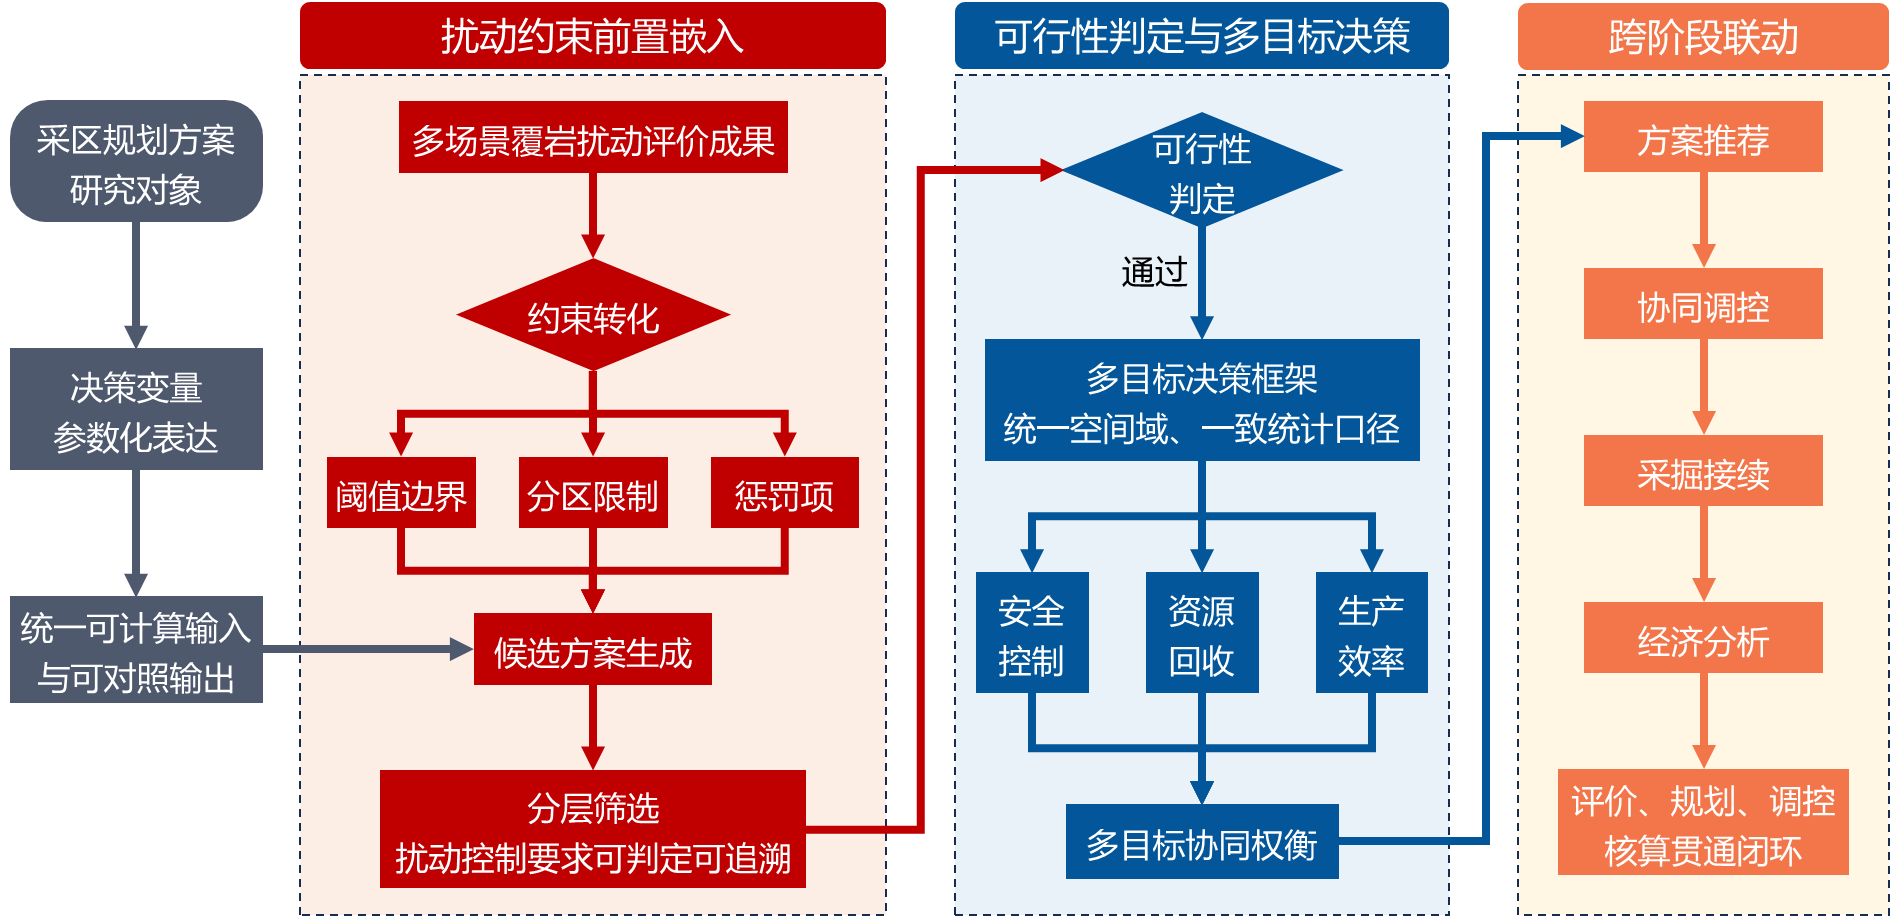 采区规划方案
研究对象
决策变量
参数化表达
统一可计算输入
与可对照输出
扰动约束前置嵌入
多场景覆岩扰动评价成果
约束转化
阈值边界
分区限制
惩罚项
候选方案生成
分层筛选
扰动控制要求可判定可追溯
可行性判定与多目标决策
可行性
判定
通过
多目标决策框架
统一空间域、一致统计口径
安全
控制
资源
回收
生产
效率
多目标协同权衡
跨阶段联动
方案推荐
协同调控
采掘接续
经济分析
评价、规划、调控
核算贯通闭环